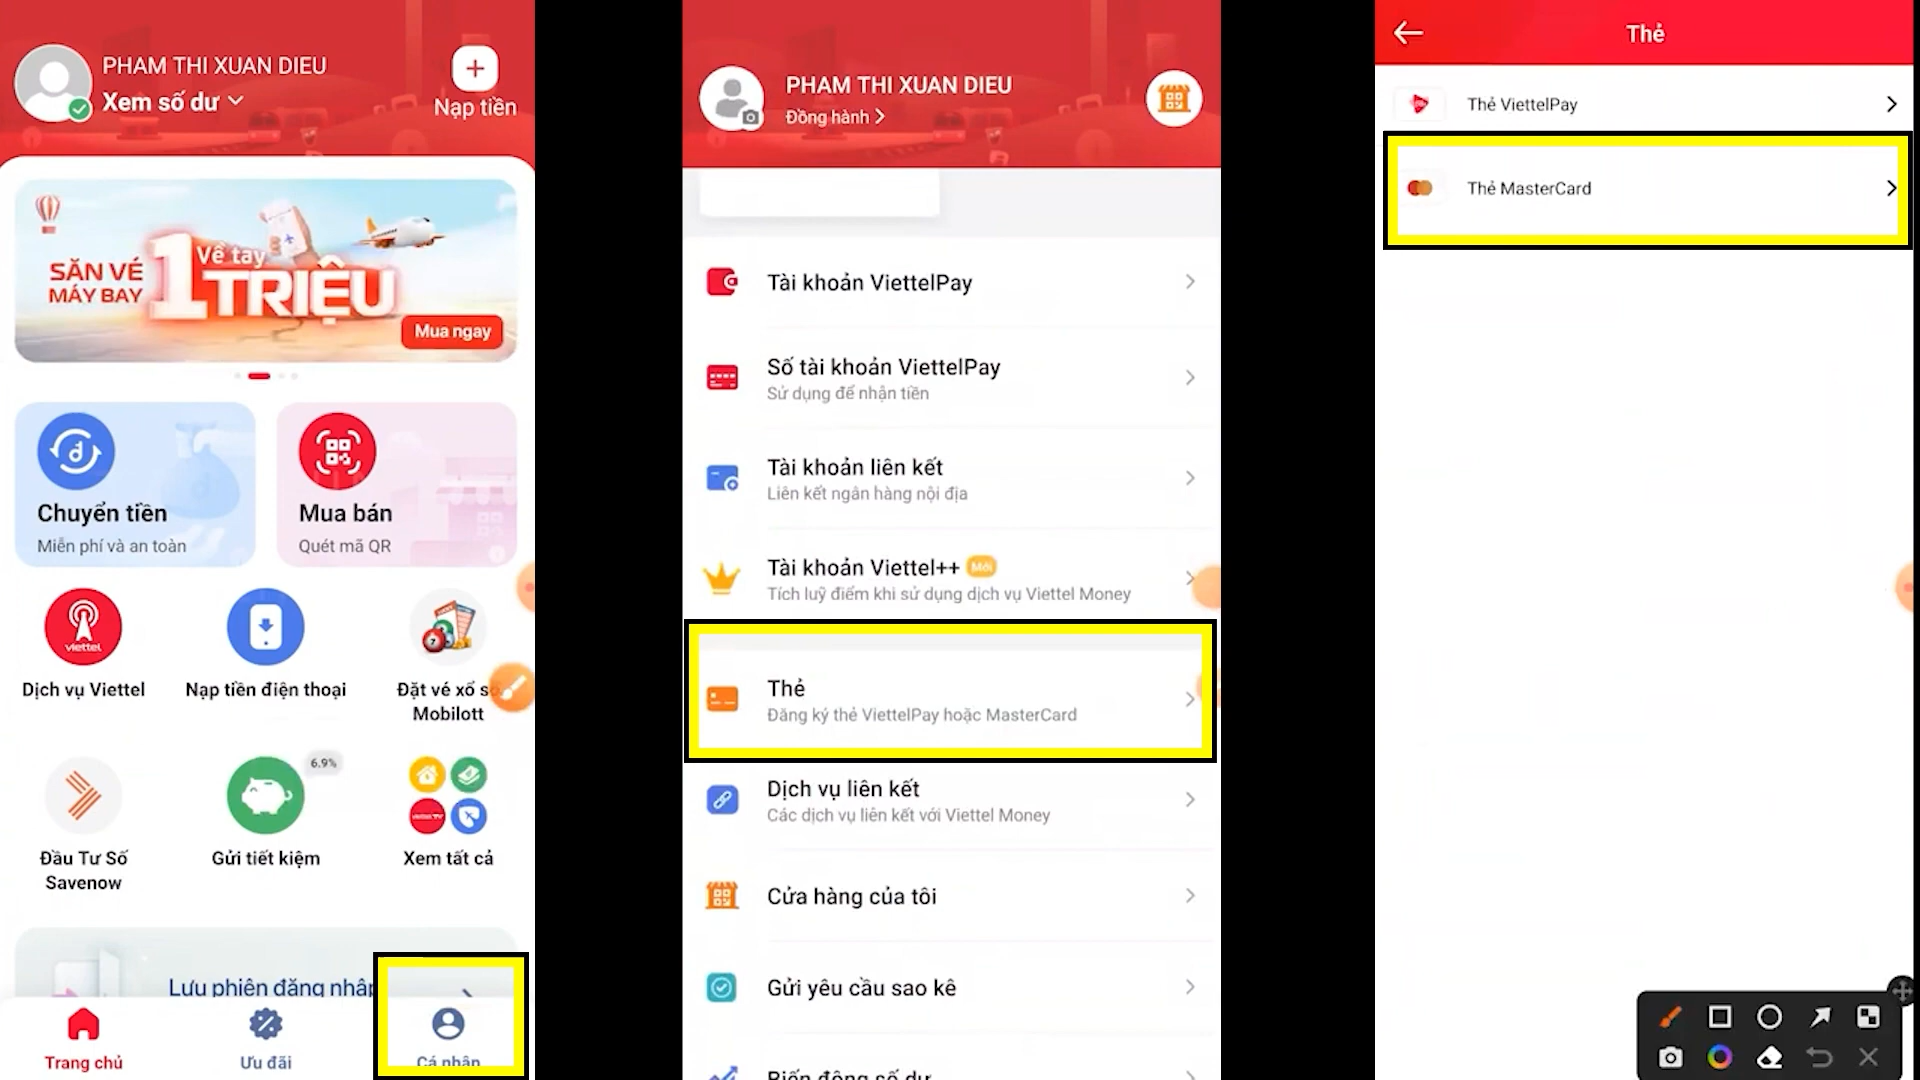 PHAM THI XUAN DIEU
Xem số dư
Nạp tiền
SĂN VÉ
MÁY BAY
Về tay
1 TRIỆU
Mua ngay
Chuyển tiền
Miễn phí và an toàn
Mua bán
Quét mã QR
viettel
Dịch vụ Viettel
Nạp tiền điện thoại
Đặt vé xổ số
Mobilott
6.9%
Đầu Tư Số
Savenow
Gửi tiết kiệm
Xem tất cả
Lưu phiên đăng nhập
Trang chủ
Ưu đãi
Cá nhân
PHAM THI XUAN DIEU
Đồng hành
Tài khoản ViettelPay
Số tài khoản ViettelPay
Sử dụng để nhận tiền
Tài khoản liên kết
Liên kết ngân hàng nội địa
Tài khoản Viettel++ Mới
Tích luỹ điểm khi sử dụng dịch vụ Viettel Money
Thẻ
Đăng ký thẻ ViettelPay hoặc MasterCard
Dịch vụ liên kết
Các dịch vụ liên kết với Viettel Money
Cửa hàng của tôi
Gửi yêu cầu sao kê
Biến động số dư
Thẻ
Thẻ ViettelPay
Thẻ MasterCard